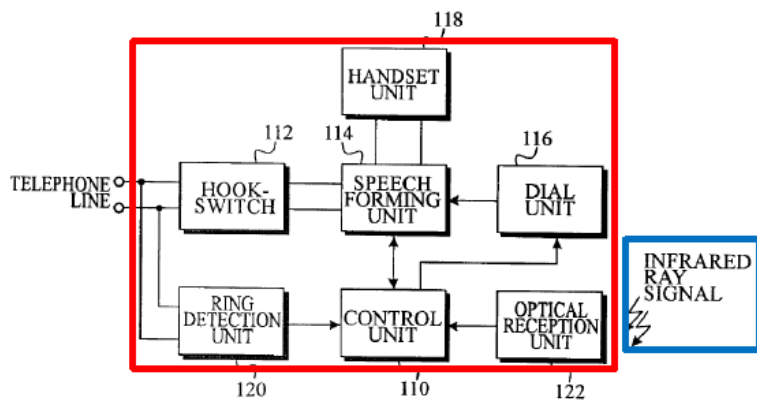 118
HANDSET
UNIT
112
114
116
TELEPHONE
LINE
HOOK-
SWITCH
SPEECH
FORMING
UNIT
DIAL
UNIT
INFRARED
RAY
SIGNAL
RING
DETECTION
UNIT
CONTROL
UNIT
OPTICAL
RECEPTION
UNIT
120
110
122